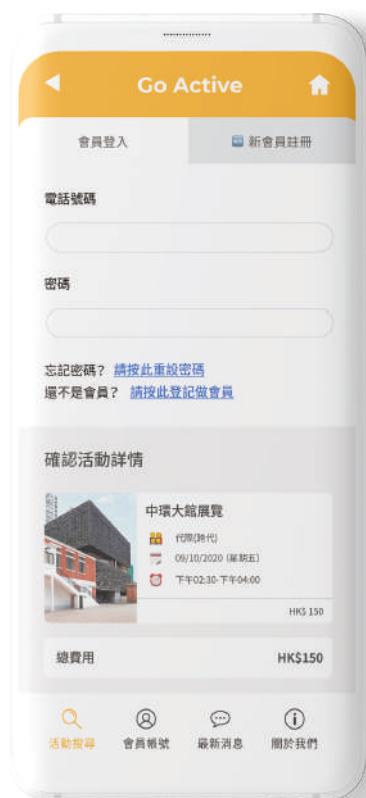 Go Active
會員登入
新會員註冊
電話號碼
密碼
忘記密碼? 請按此重設密碼
還不是會員? 請按此登記做會員
確認活動詳情
中環大館展覽
代際(跨代)
09/10/2020 (星期五)
下午02:30-下午04:00
HK$ 150
總費用
HK$150
活動搜尋
會員帳號
最新消息
關於我們